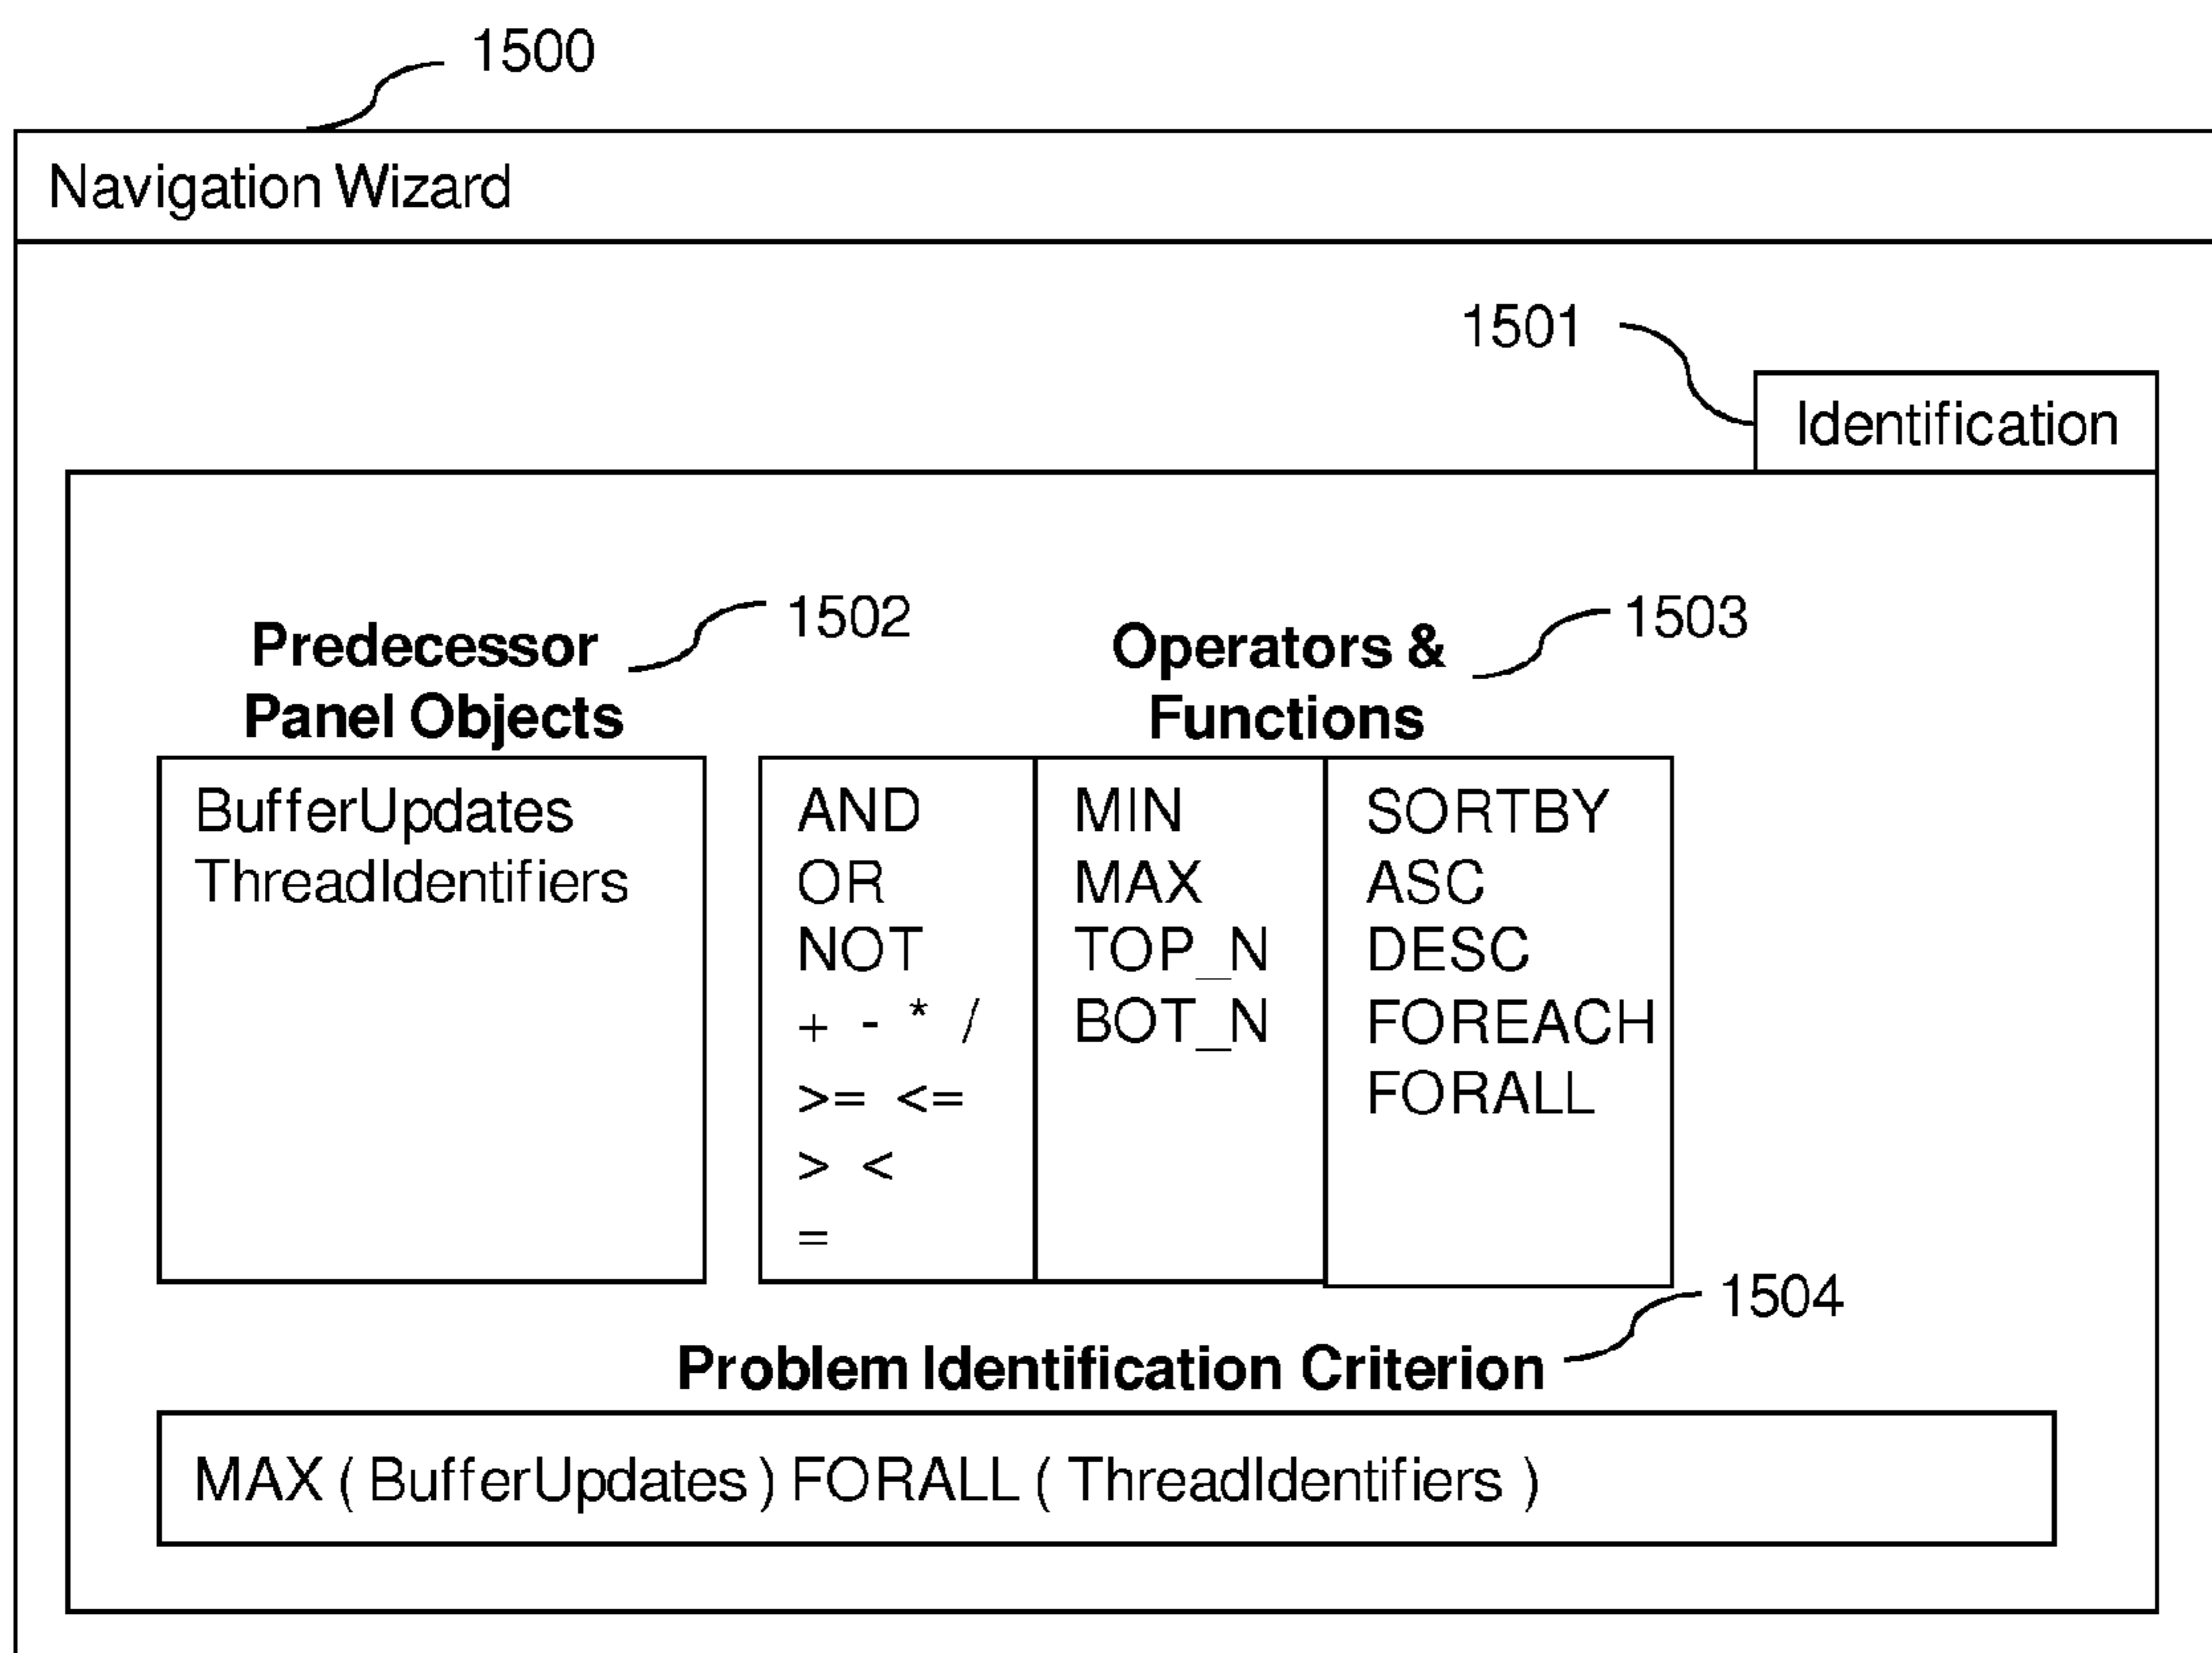 1500
Navigation Wizard
1501
Identification
Predecessor
Panel Objects
1502
Operators &
Functions
1503
BufferUpdates
ThreadIdentifiers
AND
OR
NOT
+ - * /
>= <=
> <
=
MIN
MAX
TOP_N
BOT_N
SORTBY
ASC
DESC
FOREACH
FORALL
1504
Problem Identification Criterion
MAX ( BufferUpdates ) FORALL ( ThreadIdentifiers )